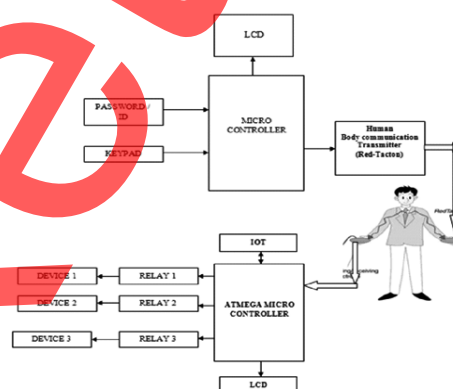 LCD
PASSWORD /
ID
MICRO
CONTROLLER
KEYPAD
Human
Body communication
Transmitter
(Red-Tacton)
IOT
DEVICE 1
RELAY 1
DEVICE 2
RELAY 2
ATMEGA MICRO
CONTROLLER
DEVICE 3
RELAY 3
LCD